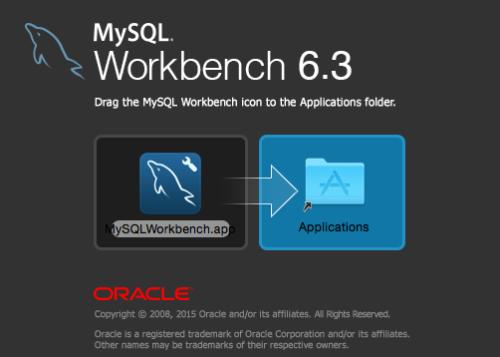 MySQL.
Workbench 6.3
Drag the MySQL Workbench icon to the Applications folder.
MySQLWorkbench.app
Applications
ORACLE
Copyright © 2008, 2015 Oracle and/or its affiliates. All Rights Reserved.
Oracle is a registered trademark of Oracle Corporation and/or its affiliates.
Other names may be trademarks of their respective owners.